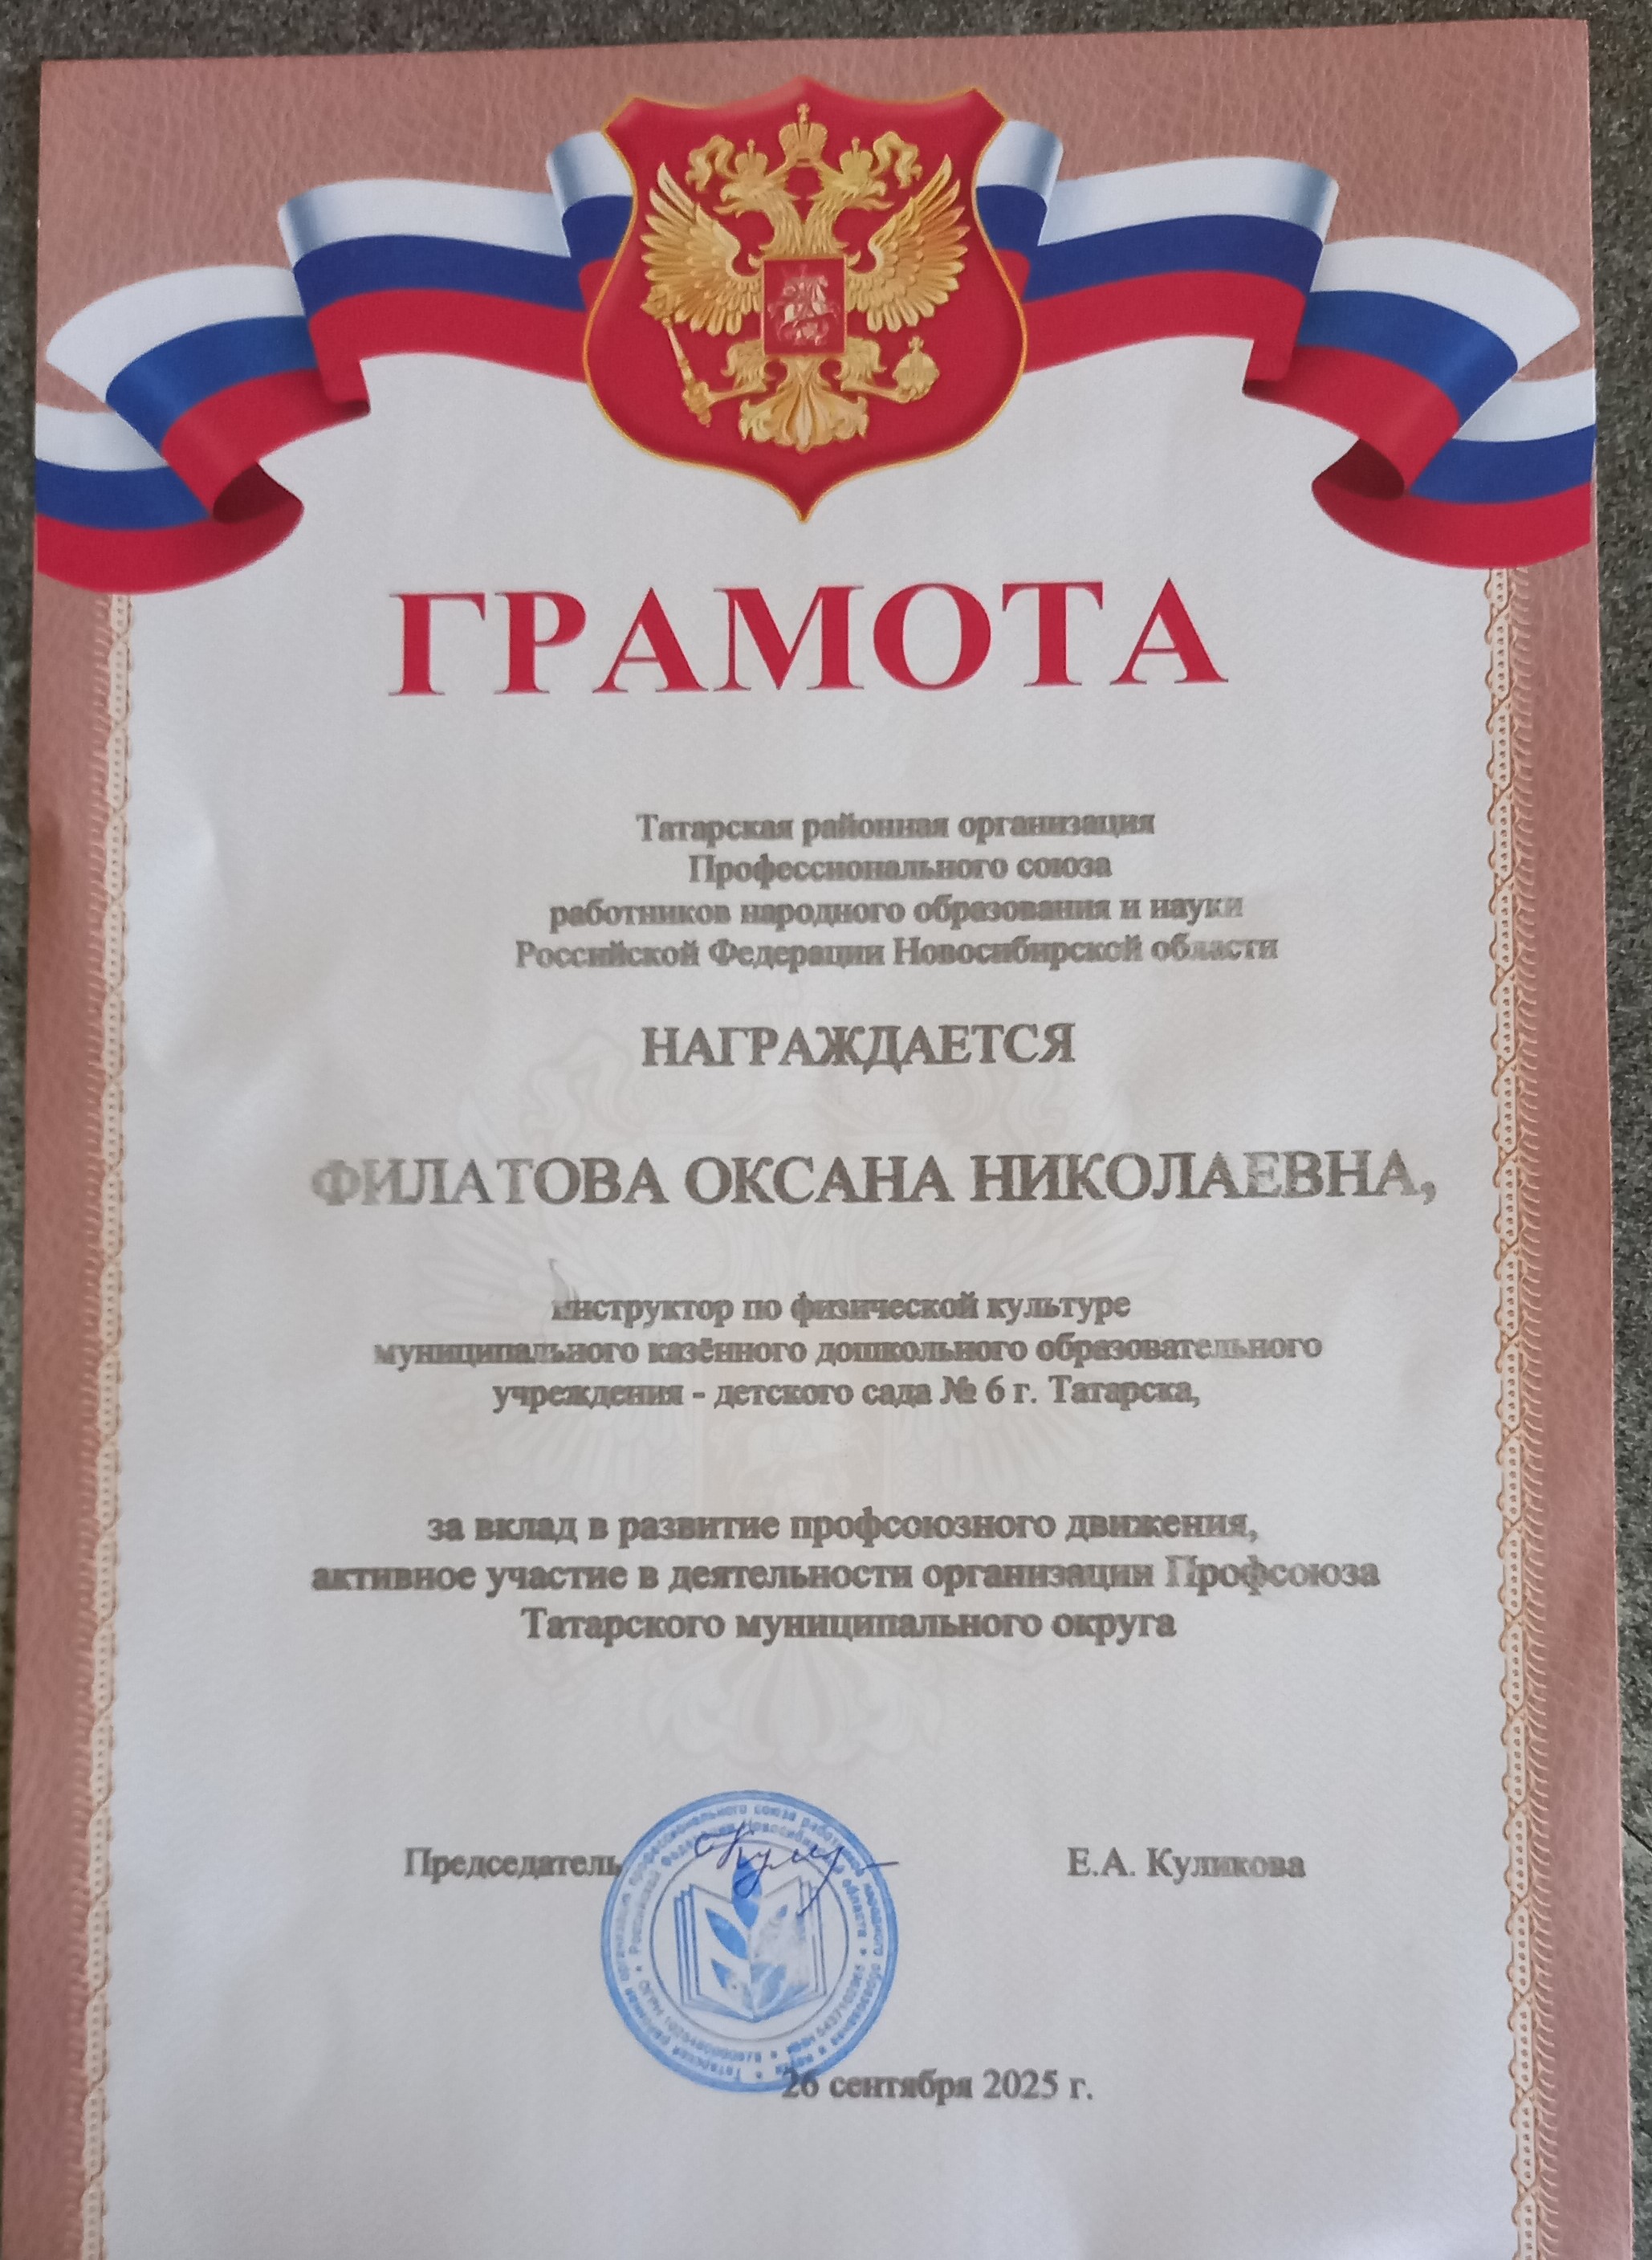 ГРАМОТА
Татарская районная организация
Профессионального союза
работников народного образования и науки
Российской Федерации Новосибирской области
НАГРАЖДАЕТСЯ
ФИЛАТОВА ОКСАНА НИКОЛАЕВНА,
инструктор по физической культуре
муниципального казённого дошкольного образовательного
учреждения - детского сада № 6 г. Татарска,
за вклад в развитие профсоюзного движения,
активное участие в деятельности организации Профсоюза
Татарского муниципального округа
Председатель
Е.А. Куликова
26 сентября 2025 г.